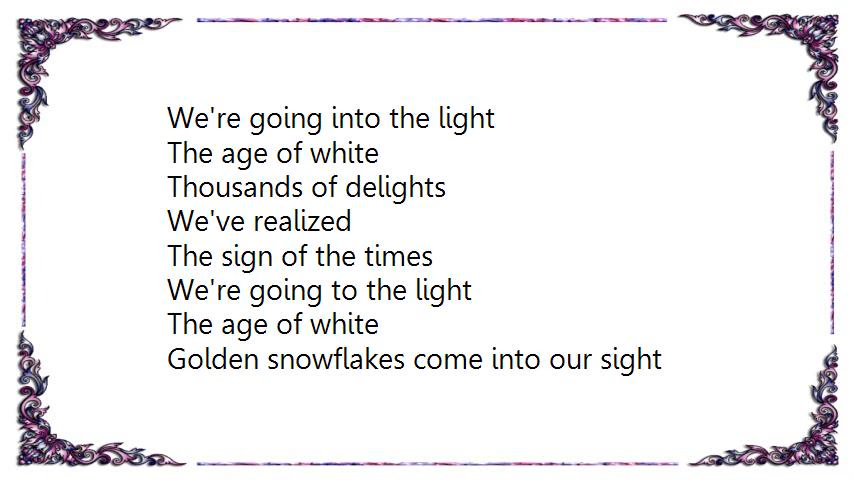 We're going into the light
The age of white
Thousands of delights
We've realized
The sign of the times
We're going to the light
The age of white
Golden snowflakes come into our sight